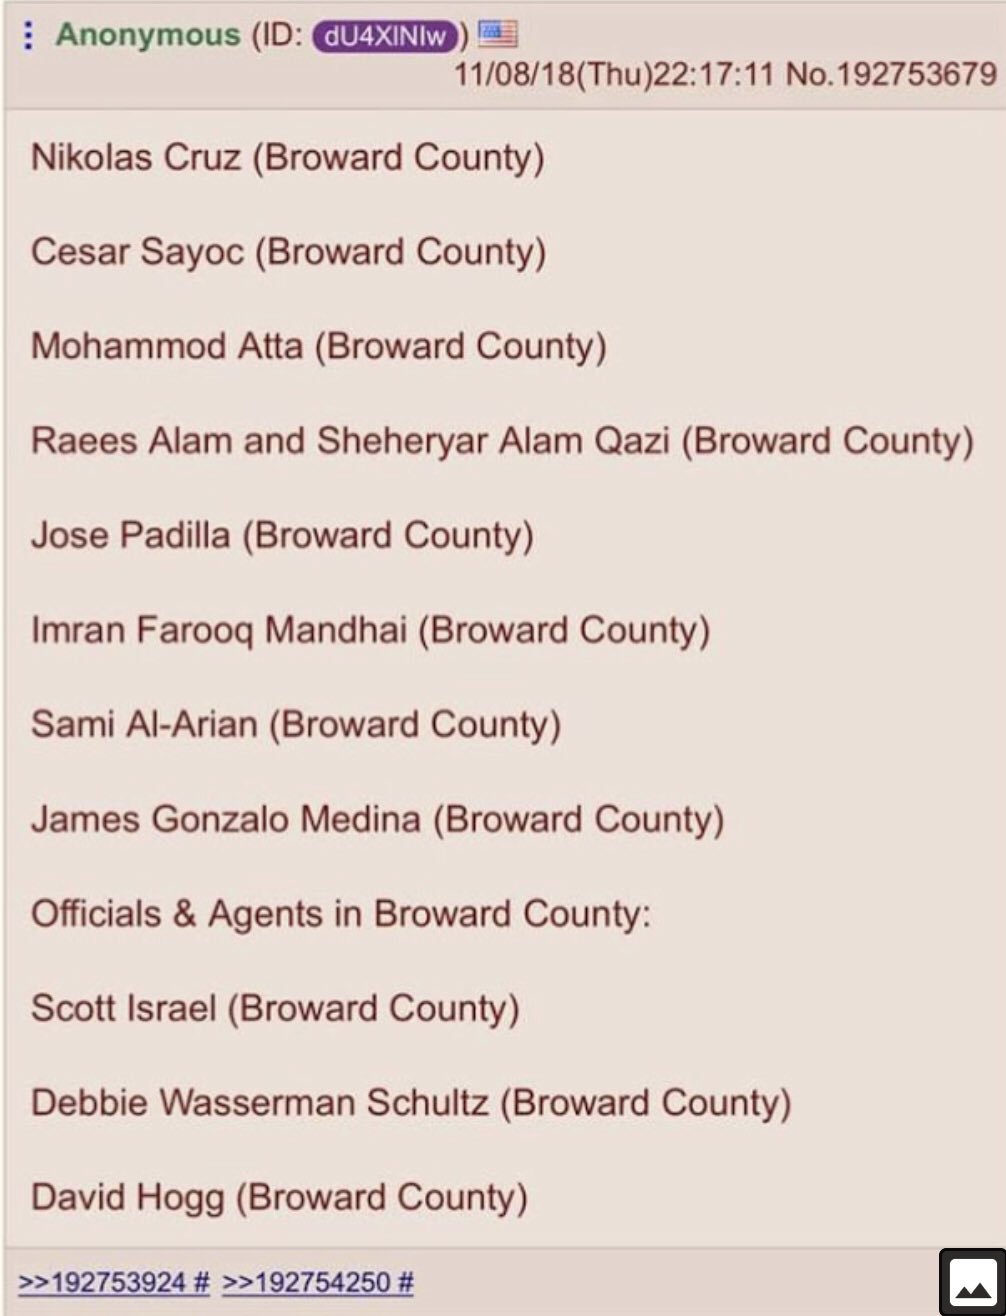 Anonymous (ID: dU4XlNIw)
11/08/18(Thu)22:17:11 No.192753679
Nikolas Cruz (Broward County)
Cesar Sayoc (Broward County)
Mohammod Atta (Broward County)
Raees Alam and Sheheryar Alam Qazi (Broward County)
Jose Padilla (Broward County)
Imran Farooq Mandhai (Broward County)
Sami Al-Arian (Broward County)
James Gonzalo Medina (Broward County)
Officials & Agents in Broward County:
Scott Israel (Broward County)
Debbie Wasserman Schultz (Broward County)
David Hogg (Broward County)
>>192753924 # >>192754250 #